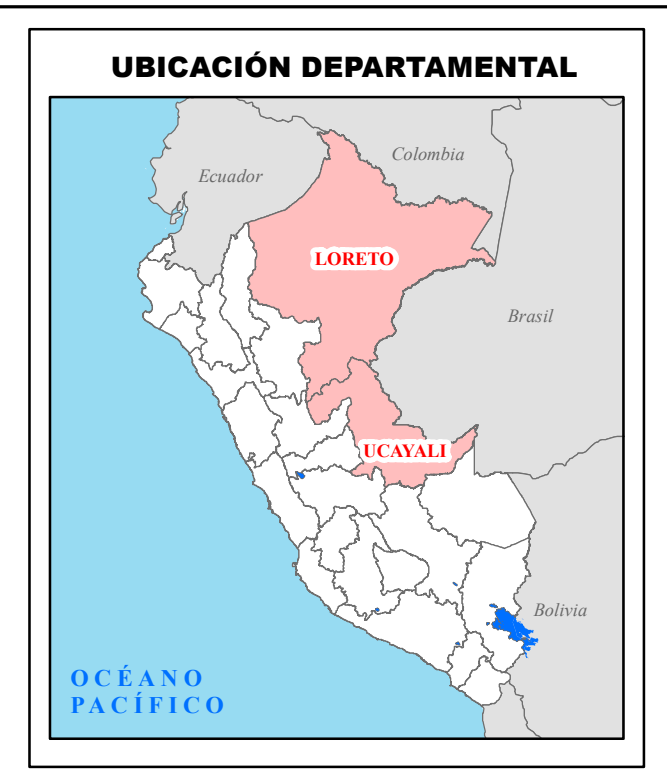 UBICACIÓN DEPARTAMENTAL
Colombia
Ecuador
LORETO
Brasil
UCAYALI
Bolivia
OCÉANO
PACÍFICO